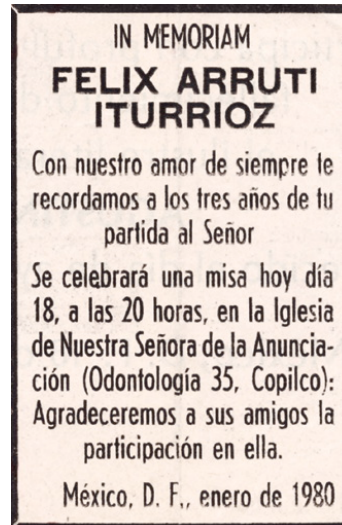 IN MEMORIAM
FELIX ARRUTI
ITURRIOZ
Con nuestro amor de siempre te
recordamos a los tres años de tu
partida al Señor
Se celebrará una misa hoy día
18, a las 20 horas, en la Iglesia
de Nuestra Señora de la Anuncia-
ción (Odontología 35, Copilco):
Agradeceremos a sus amigos la
participación en ella.
México, D. F., enero de 1980